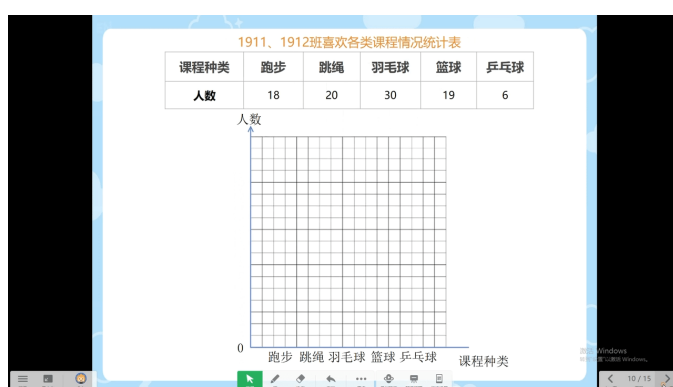 1911、1912班喜欢各类课程情况统计表
课程种类 跑步 跳绳 羽毛球 篮球 乒乓球
人数 18 20 30 19 6
人数
0
跑步 跳绳 羽毛球 篮球 乒乓球 课程种类
Windows
10 / 15